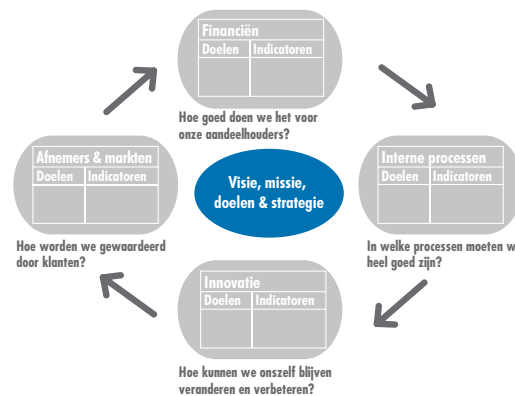 Financiën
Doelen Indicatoren
Hoe goed doen we het voor
onze aandeelhouders?
Afnemers & markten
Doelen Indicatoren
Hoe worden we gewaardeerd
door klanten?
Visie, missie,
doelen & strategie
Interne processen
Doelen Indicatoren
In welke processen moeten w
heel goed zijn?
Innovatie
Doelen Indicatoren
Hoe kunnen we onszelf blijven
veranderen en verbeteren?